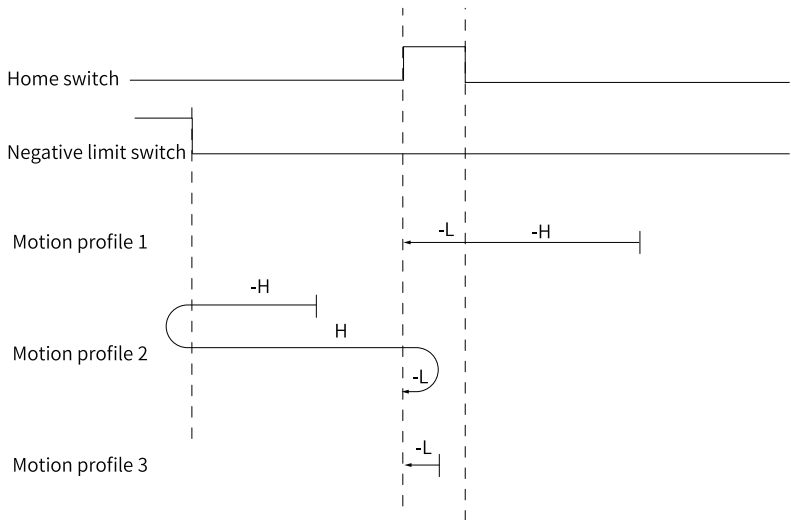 Home switch
Negative limit switch
Motion profile 1
-L
-H
-H
H
Motion profile 2
-L
-L
Motion profile 3